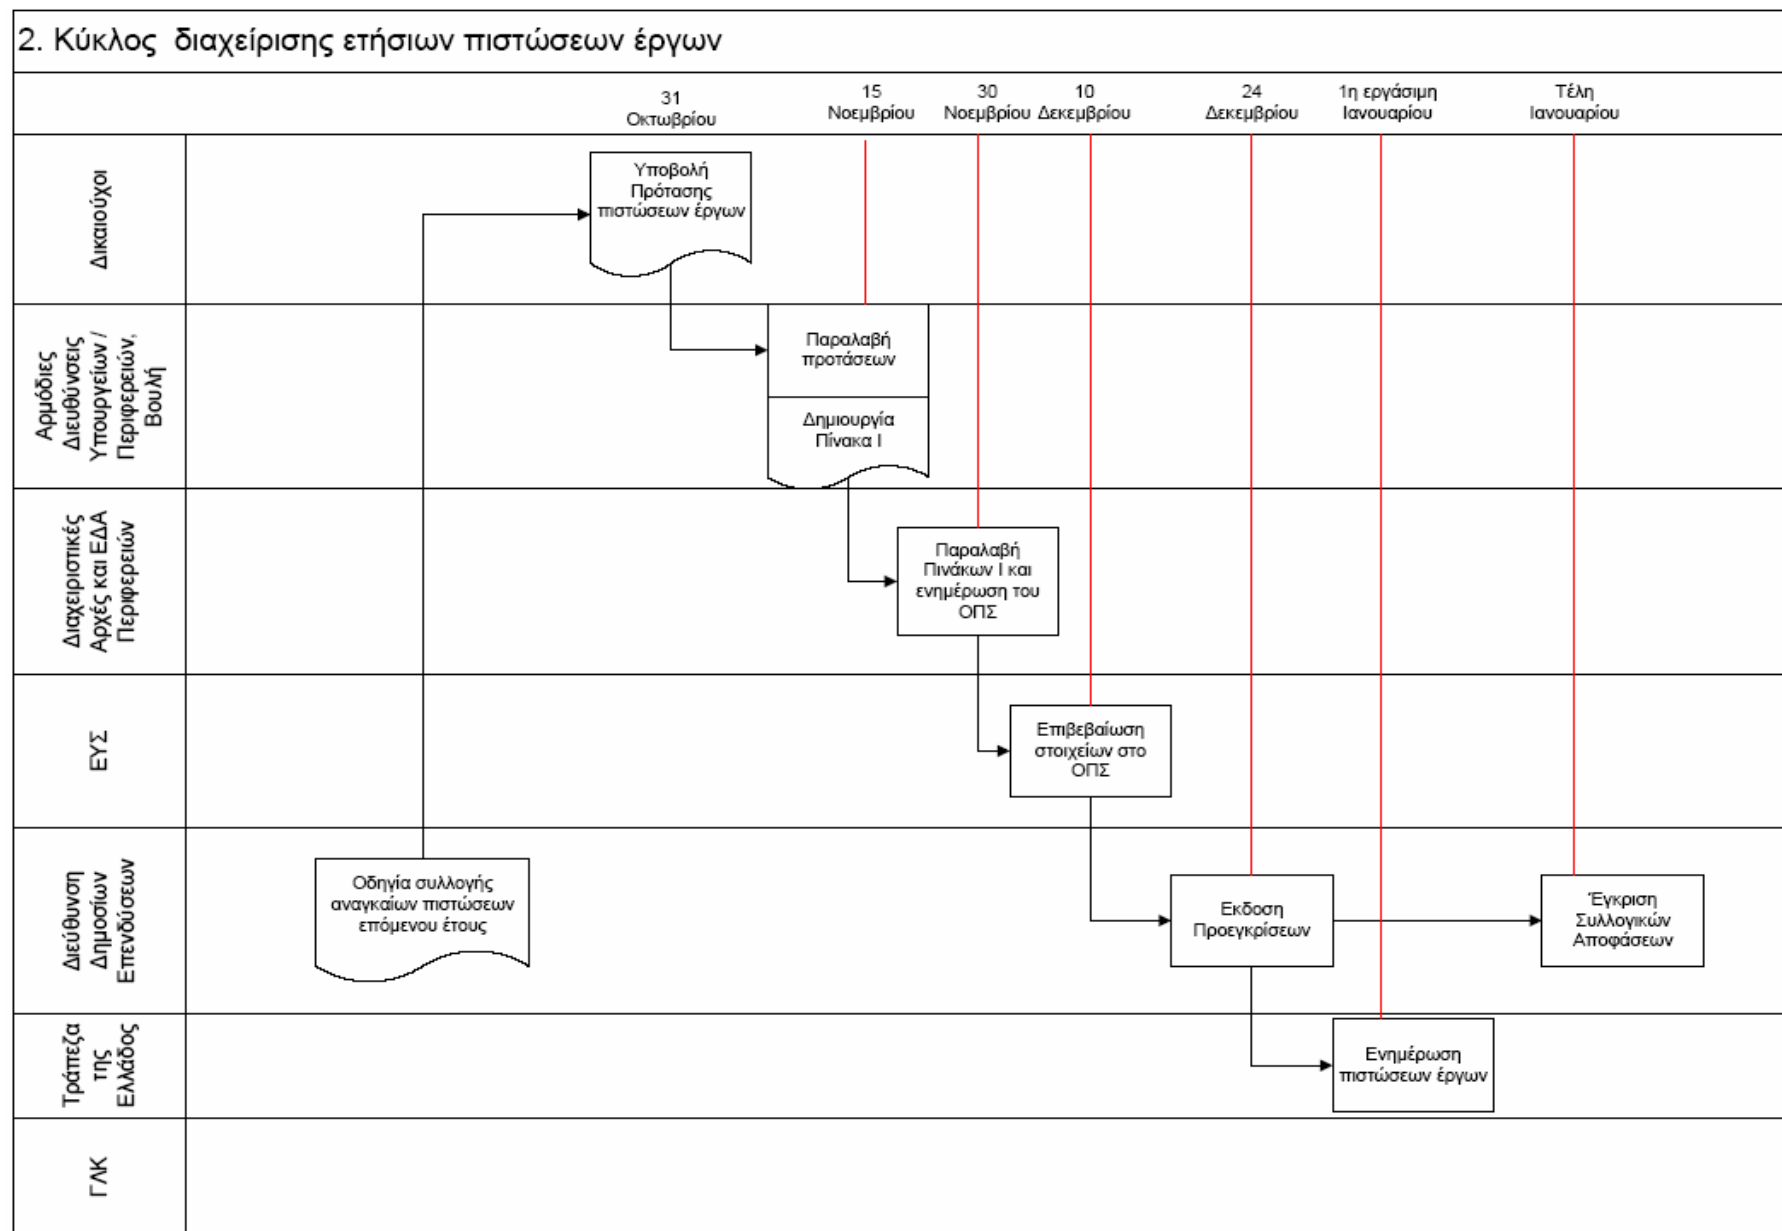 2. Κύκλος διαχείρισης ετήσιων πιστώσεων έργων
31
Οκτωβρίου
15
Νοεμβρίου
30
Νοεμβρίου
10
Δεκεμβρίου
24
Δεκεμβρίου
1η εργάσιμη
Ιανουαρίου
Τέλη
Ιανουαρίου
Δικαιούχοι
Υποβολή
Πρότασης
πιστώσεων έργων
Αρμόδιες
Διευθύνσεις
Υπουργείων /
Περιφερειών,
Βουλή
Παραλαβή
προτάσεων
Δημιουργία
Πίνακα Ι
Διαχειριστικές
Αρχές και ΕΔΑ
Περιφερειών
Παραλαβή
Πινάκων Ι και
ενημέρωση του
ΟΠΣ
ΕΥΣ
Επιβεβαίωση
στοιχείων στο
ΟΠΣ
Διεύθυνση
Δημοσίων
Επενδύσεων
Οδηγία συλλογής
αναγκαίων πιστώσεων
επόμενου έτους
Εκδοση
Προεγκρίσεων
Έγκριση
Συλλογικών
Αποφάσεων
Τράπεζα
της
Ελλάδος
Ενημέρωση
πιστώσεων έργων
ΓΛΚ